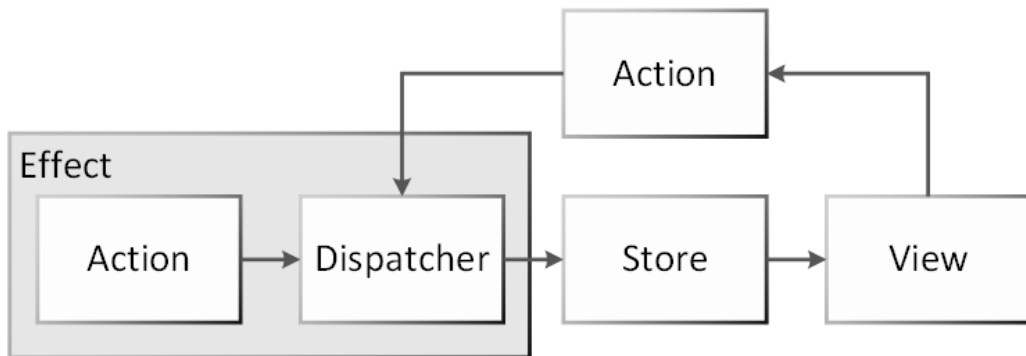 Action
Effect
Action
Dispatcher
Store
View